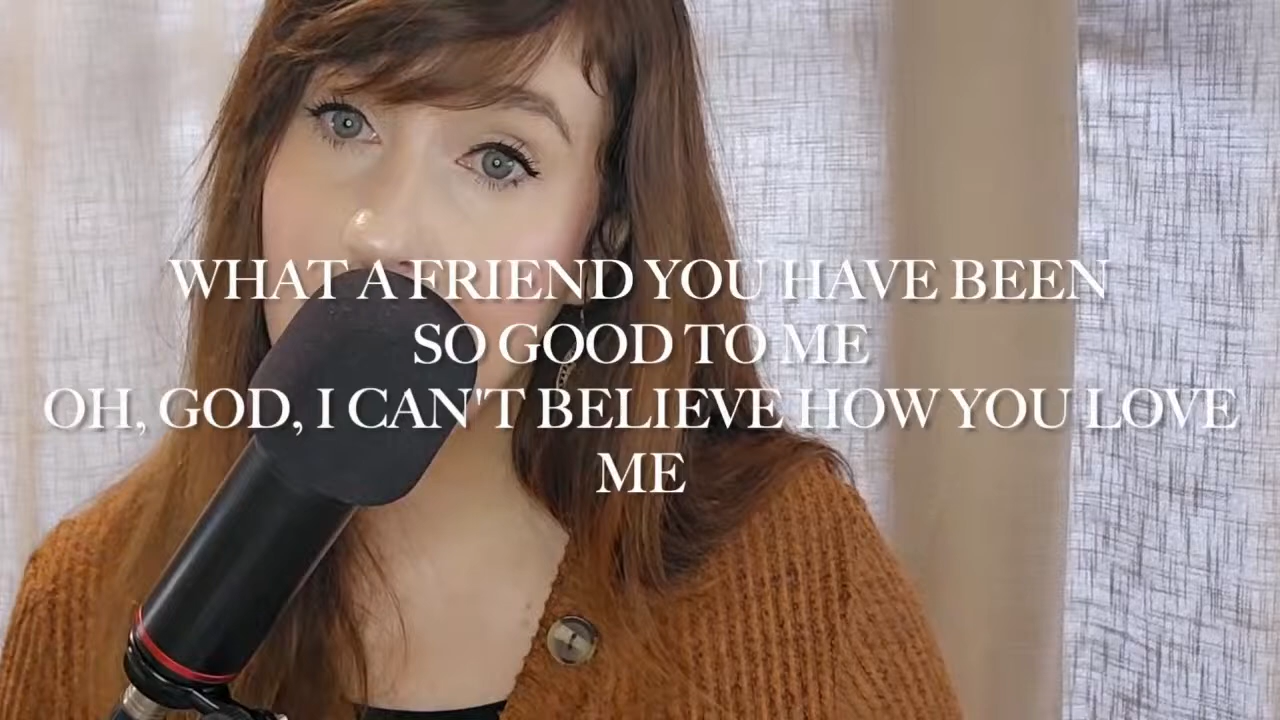 WHAT A FRIEND YOU HAVE BEEN
SO GOOD TO ME
OH, GOD, I CAN'T BELIEVE HOW YOU LOVE
ME